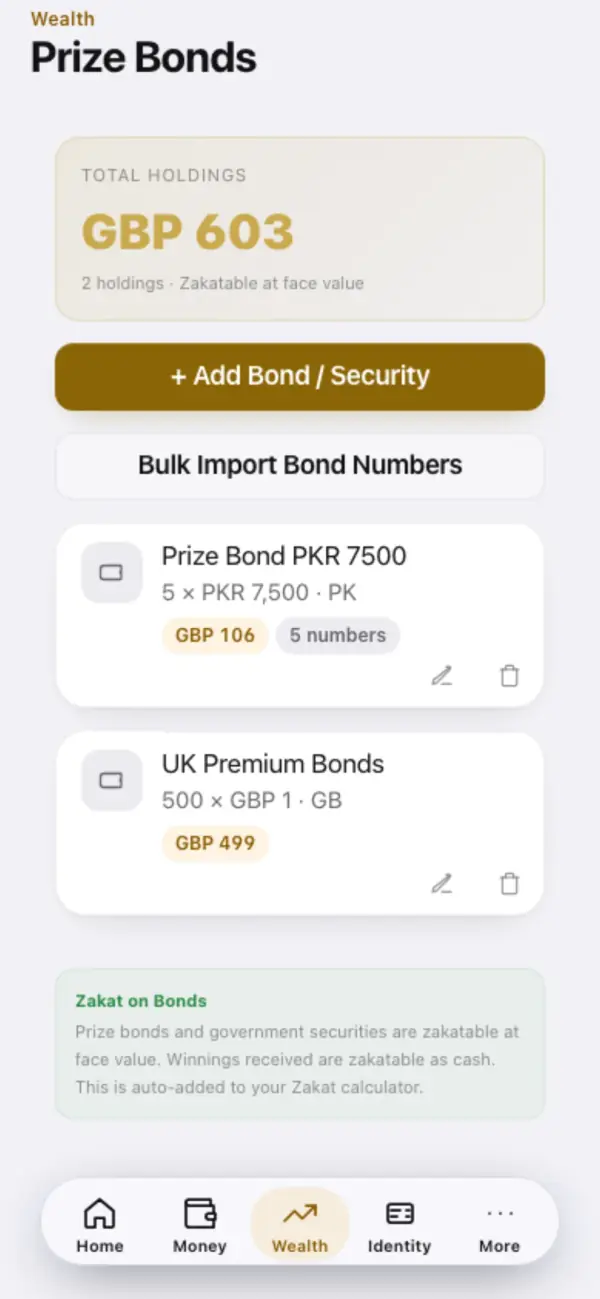 Wealth
Prize Bonds
TOTAL HOLDINGS
GBP 603
2 holdings · Zakatable at face value
+ Add Bond / Security
Bulk Import Bond Numbers
Prize Bond PKR 7500
5 × PKR 7,500 · PK
GBP 106 5 numbers
UK Premium Bonds
500 × GBP 1 · GB
GBP 499
Zakat on Bonds
Prize bonds and government securities are zakatable at
face value. Winnings received are zakatable as cash.
This is auto-added to your Zakat calculator.
Home Money Wealth Identity More